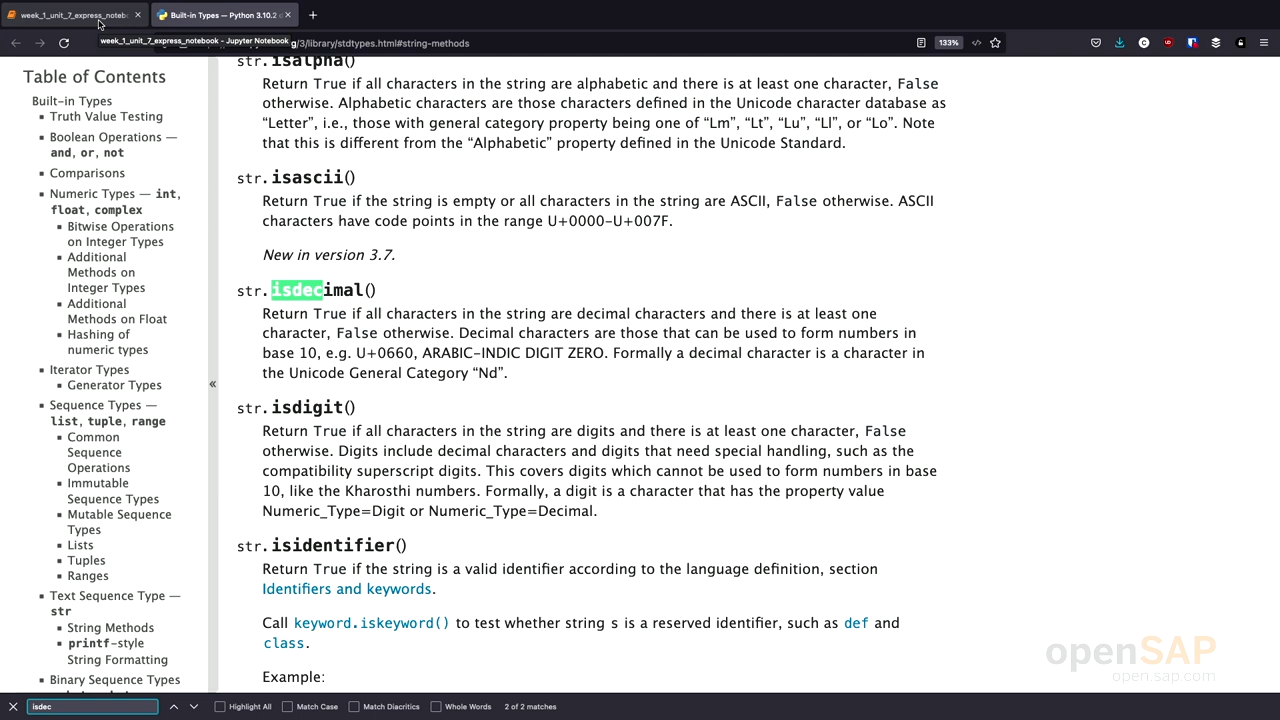 week_1_unit_7_express_noteb
Built-in Types — Python 3.10.2 d
week_1_unit_7_express_notebook - Jupyter Notebook
g/3/library/stdtypes.html#string-methods
133%
Table of Contents
Built-in Types
Truth Value Testing
Boolean Operations —
and, or, not
Comparisons
Numeric Types — int,
float, complex
Bitwise Operations
on Integer Types
Additional
Methods on
Integer Types
Additional
Methods on Float
Hashing of
numeric types
Iterator Types
Generator Types
Sequence Types —
list, tuple, range
Common
Sequence
Operations
Immutable
Sequence Types
Mutable Sequence
Types
Lists
Tuples
Ranges
Text Sequence Type —
str
String Methods
printf-style
String Formatting
Binary Sequence Types
«
str.isalpha()
Return True if all characters in the string are alphabetic and there is at least one character, False
otherwise. Alphabetic characters are those characters defined in the Unicode character database as
“Letter”, i.e., those with general category property being one of “Lm”, “Lt”, “Lu”, “Ll”, or “Lo”. Note
that this is different from the “Alphabetic” property defined in the Unicode Standard.
str.isascii()
Return True if the string is empty or all characters in the string are ASCII, False otherwise. ASCII
characters have code points in the range U+0000-U+007F.
New in version 3.7.
str.isdecimal()
Return True if all characters in the string are decimal characters and there is at least one
character, False otherwise. Decimal characters are those that can be used to form numbers in
base 10, e.g. U+0660, ARABIC-INDIC DIGIT ZERO. Formally a decimal character is a character in
the Unicode General Category “Nd”.
str.isdigit()
Return True if all characters in the string are digits and there is at least one character, False
otherwise. Digits include decimal characters and digits that need special handling, such as the
compatibility superscript digits. This covers digits which cannot be used to form numbers in base
10, like the Kharosthi numbers. Formally, a digit is a character that has the property value
Numeric_Type=Digit or Numeric_Type=Decimal.
str.isidentifier()
Return True if the string is a valid identifier according to the language definition, section
Identifiers and keywords.
Call keyword.iskeyword() to test whether string s is a reserved identifier, such as def and
class.
Example:
openSAP
open.sap.com
isdec
Highlight All
Match Case
Match Diacritics
Whole Words
2 of 2 matches